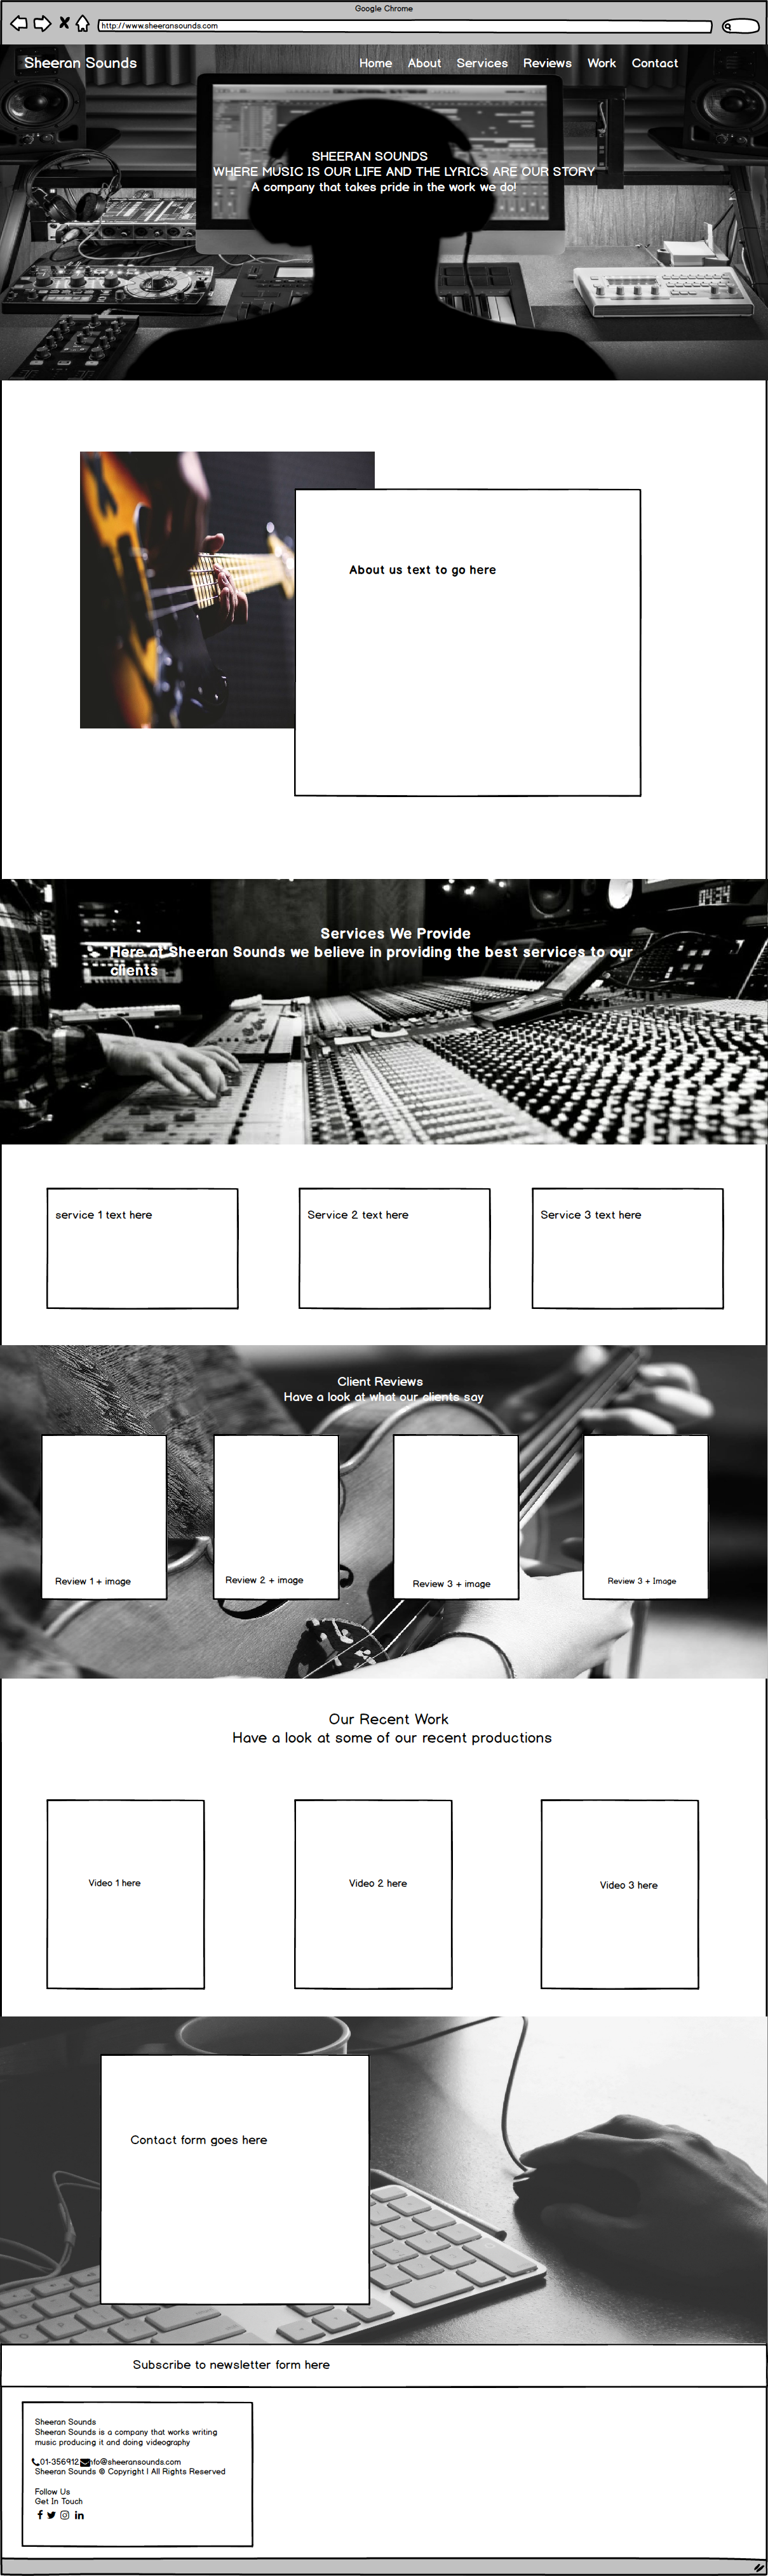 Google Chrome
http://www.sheeransounds.com
Sheeran Sounds
Home About Services Reviews Work Contact
SHEERAN SOUNDS
WHERE MUSIC IS OUR LIFE AND THE LYRICS ARE OUR STORY
A company that takes pride in the work we do!
About us text to go here
Services We Provide
Here at Sheeran Sounds we believe in providing the best services to our
clients
service 1 text here
Service 2 text here
Service 3 text here
Client Reviews
Have a look at what our clients say
Review 1 + image
Review 2 + image
Review 3 + image
Review 3 + Image
Our Recent Work
Have a look at some of our recent productions
Video 1 here
Video 2 here
Video 3 here
Contact form goes here
Subscribe to newsletter form here
Sheeran Sounds
Sheeran Sounds is a company that works writing
music producing it and doing videography
01-356912 nfo@sheeransounds.com
Sheeran Sounds © Copyright | All Rights Reserved
Follow Us
Get In Touch